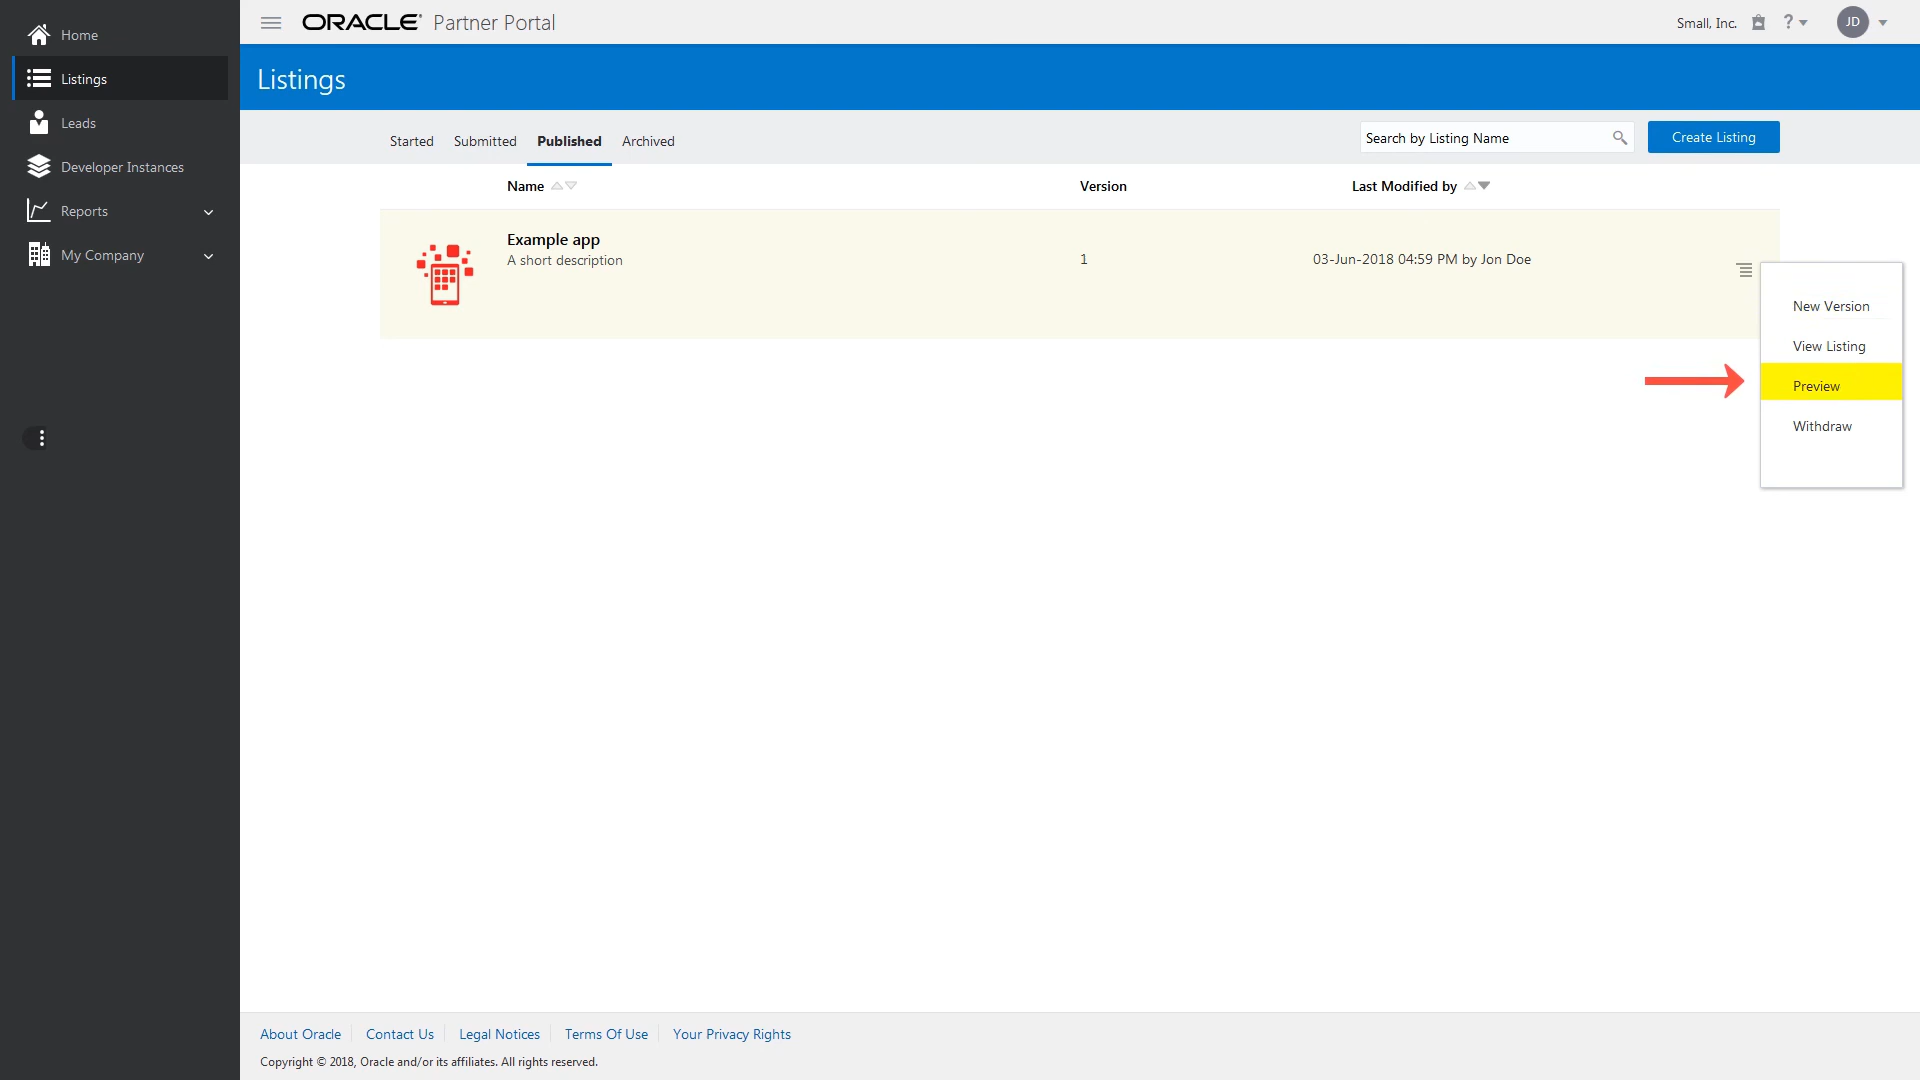 Home
Listings
Leads
Developer Instances
Reports
My Company
ORACLE Partner Portal
Small, Inc.
?
JD
Listings
Started Submitted Published Archived
Search by Listing Name
Create Listing
Name Version Last Modified by
Example app
A short description
1
03-Jun-2018 04:59 PM by Jon Doe
New Version
View Listing
Preview
Withdraw
About Oracle Contact Us Legal Notices Terms Of Use Your Privacy Rights
Copyright © 2018, Oracle and/or its affiliates. All rights reserved.